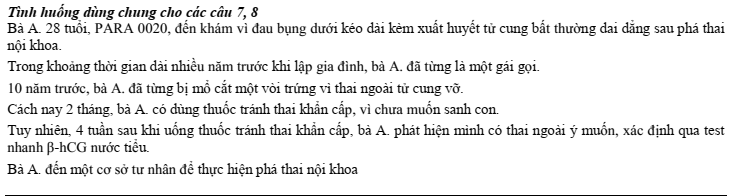 Tình huống dùng chung cho các câu 7, 8
Bà A. 28 tuổi, PARA 0020, đến khám vì đau bụng dưới kéo dài kèm xuất huyết tử cung bất thường dai dẳng sau phá thai
nội khoa.
Trong khoảng thời gian dài nhiều năm trước khi lập gia đình, bà A. đã từng là một gái gọi.
10 năm trước, bà A. đã từng bị mổ cắt một vòi trứng vì thai ngoài tử cung vỡ.
Cách nay 2 tháng, bà A. có dùng thuốc tránh thai khẩn cấp, vì chưa muốn sanh con.
Tuy nhiên, 4 tuần sau khi uống thuốc tránh thai khẩn cấp, bà A. phát hiện mình có thai ngoài ý muốn, xác định qua test
nhanh β-hCG nước tiểu.
Bà A. đến một cơ sở tư nhân để thực hiện phá thai nội khoa